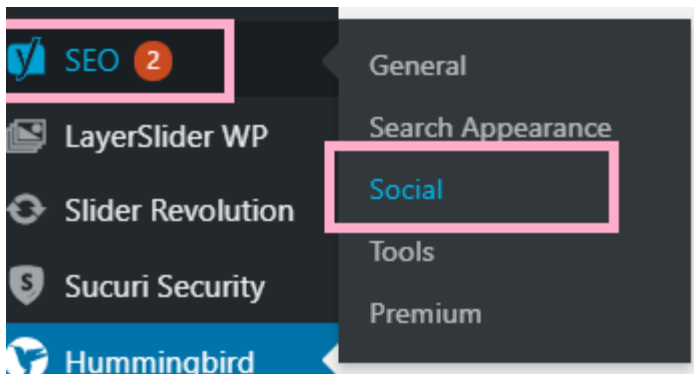 SEO 2
LayerSlider WP
Slider Revolution
Sucuri Security
Hummingbird
General
Search Appearance
Social
Tools
Premium